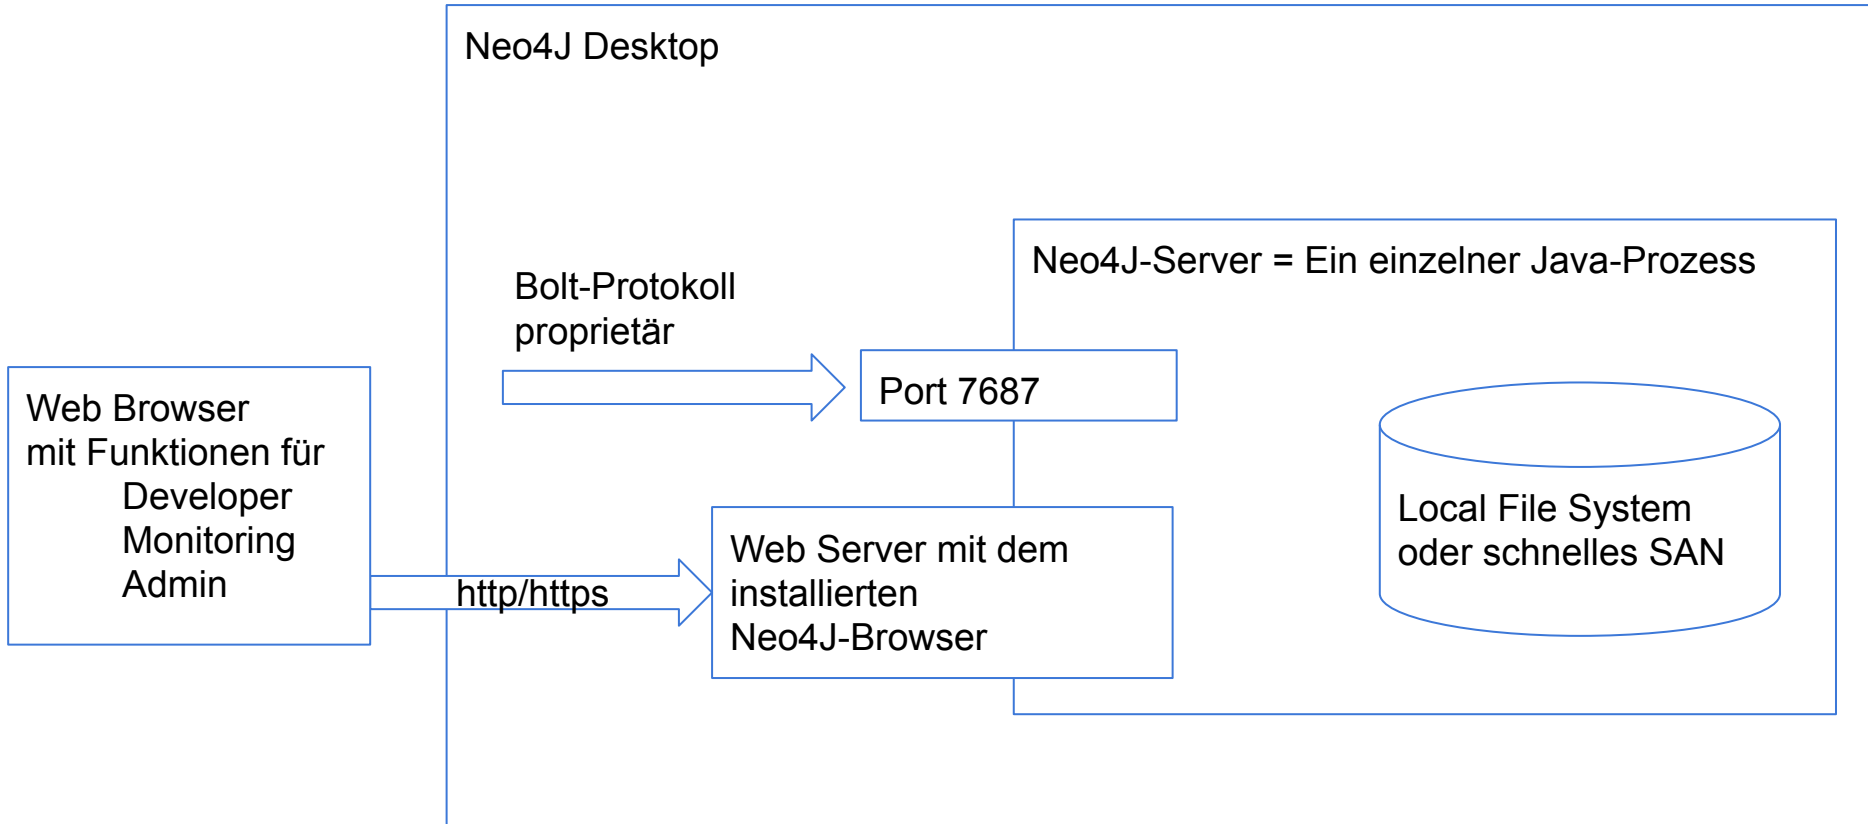 Neo4J Desktop
Neo4J-Server = Ein einzelner Java-Prozess
Bolt-Protokoll
proprietär
Port 7687
Web Browser
mit Funktionen für
Developer
Monitoring
Admin
http/https
Web Server mit dem
installierten
Neo4J-Browser
Local File System
oder schnelles SAN